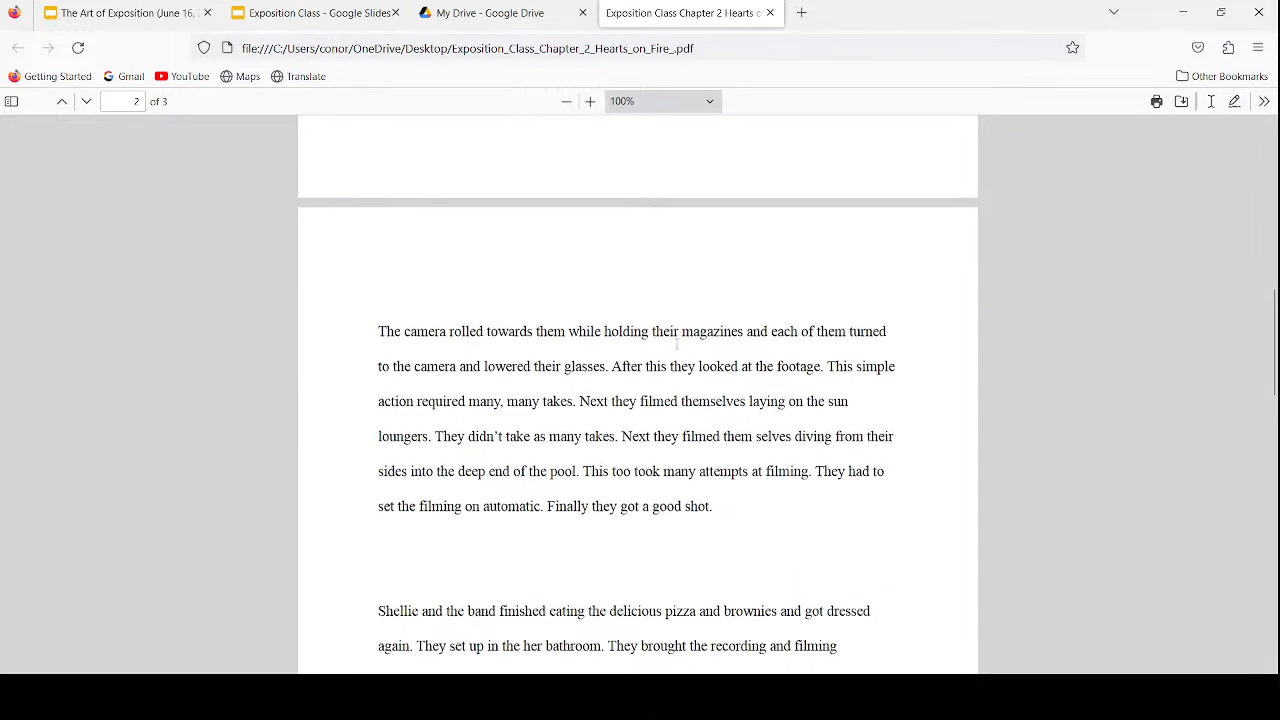 The Art of Exposition (June 16, 2
Exposition Class - Google Slides
My Drive - Google Drive
Exposition Class Chapter 2 Hearts o
file:///C:/Users/conor/OneDrive/Desktop/Exposition_Class_Chapter_2_Hearts_on_Fire_.pdf
Getting Started
Gmail
YouTube
Maps
Translate
Other Bookmarks
2 of 3
100%
The camera rolled towards them while holding their magazines and each of them turned
to the camera and lowered their glasses. After this they looked at the footage. This simple
action required many, many takes. Next they filmed themselves laying on the sun
loungers. They didn't take as many takes. Next they filmed them selves diving from their
sides into the deep end of the pool. This too took many attempts at filming. They had to
set the filming on automatic. Finally they got a good shot.
Shellie and the band finished eating the delicious pizza and brownies and got dressed
again. They set up in the her bathroom. They brought the recording and filming